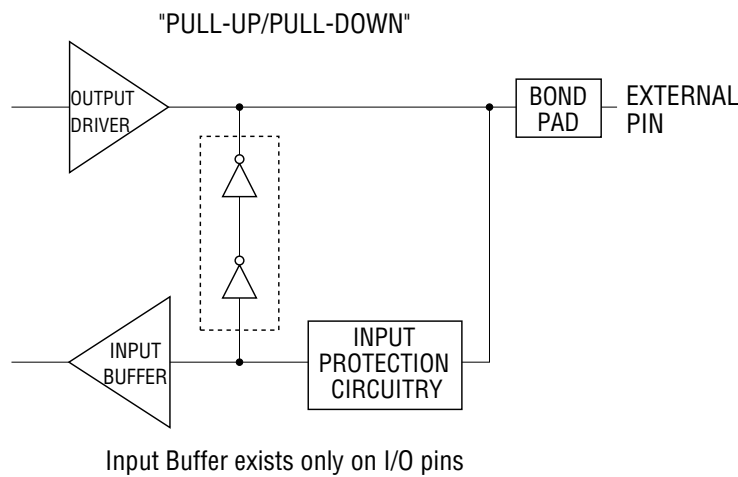 "PULL-UP/PULL-DOWN"
OUTPUT
DRIVER
BOND
PAD
EXTERNAL
PIN
INPUT
BUFFER
INPUT
PROTECTION
CIRCUITRY
Input Buffer exists only on I/O pins